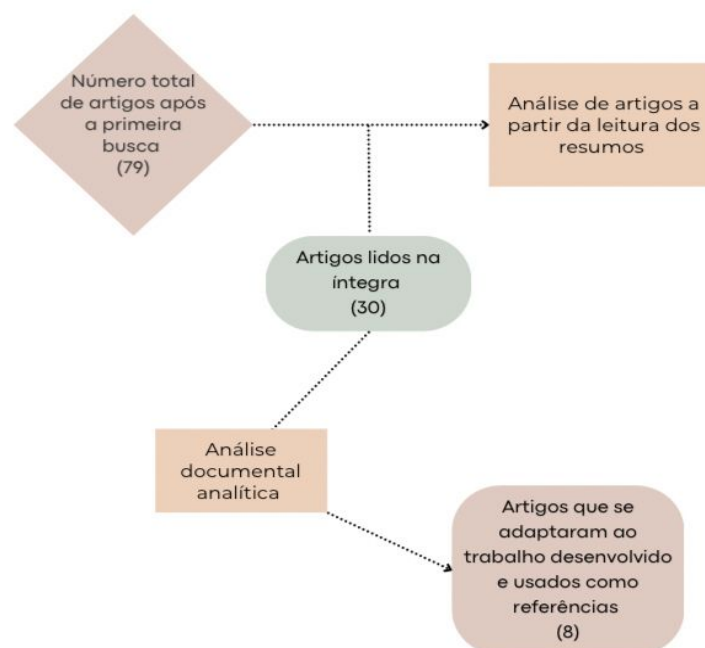 Número total
de artigos após
a primeira
busca
(79)
Análise de artigos a
partir da leitura dos
resumos
Artigos lidos na
íntegra
(30)
Análise
documental
analítica
Artigos que se
adaptaram ao
trabalho desenvolvido
e usados como
referências
(8)